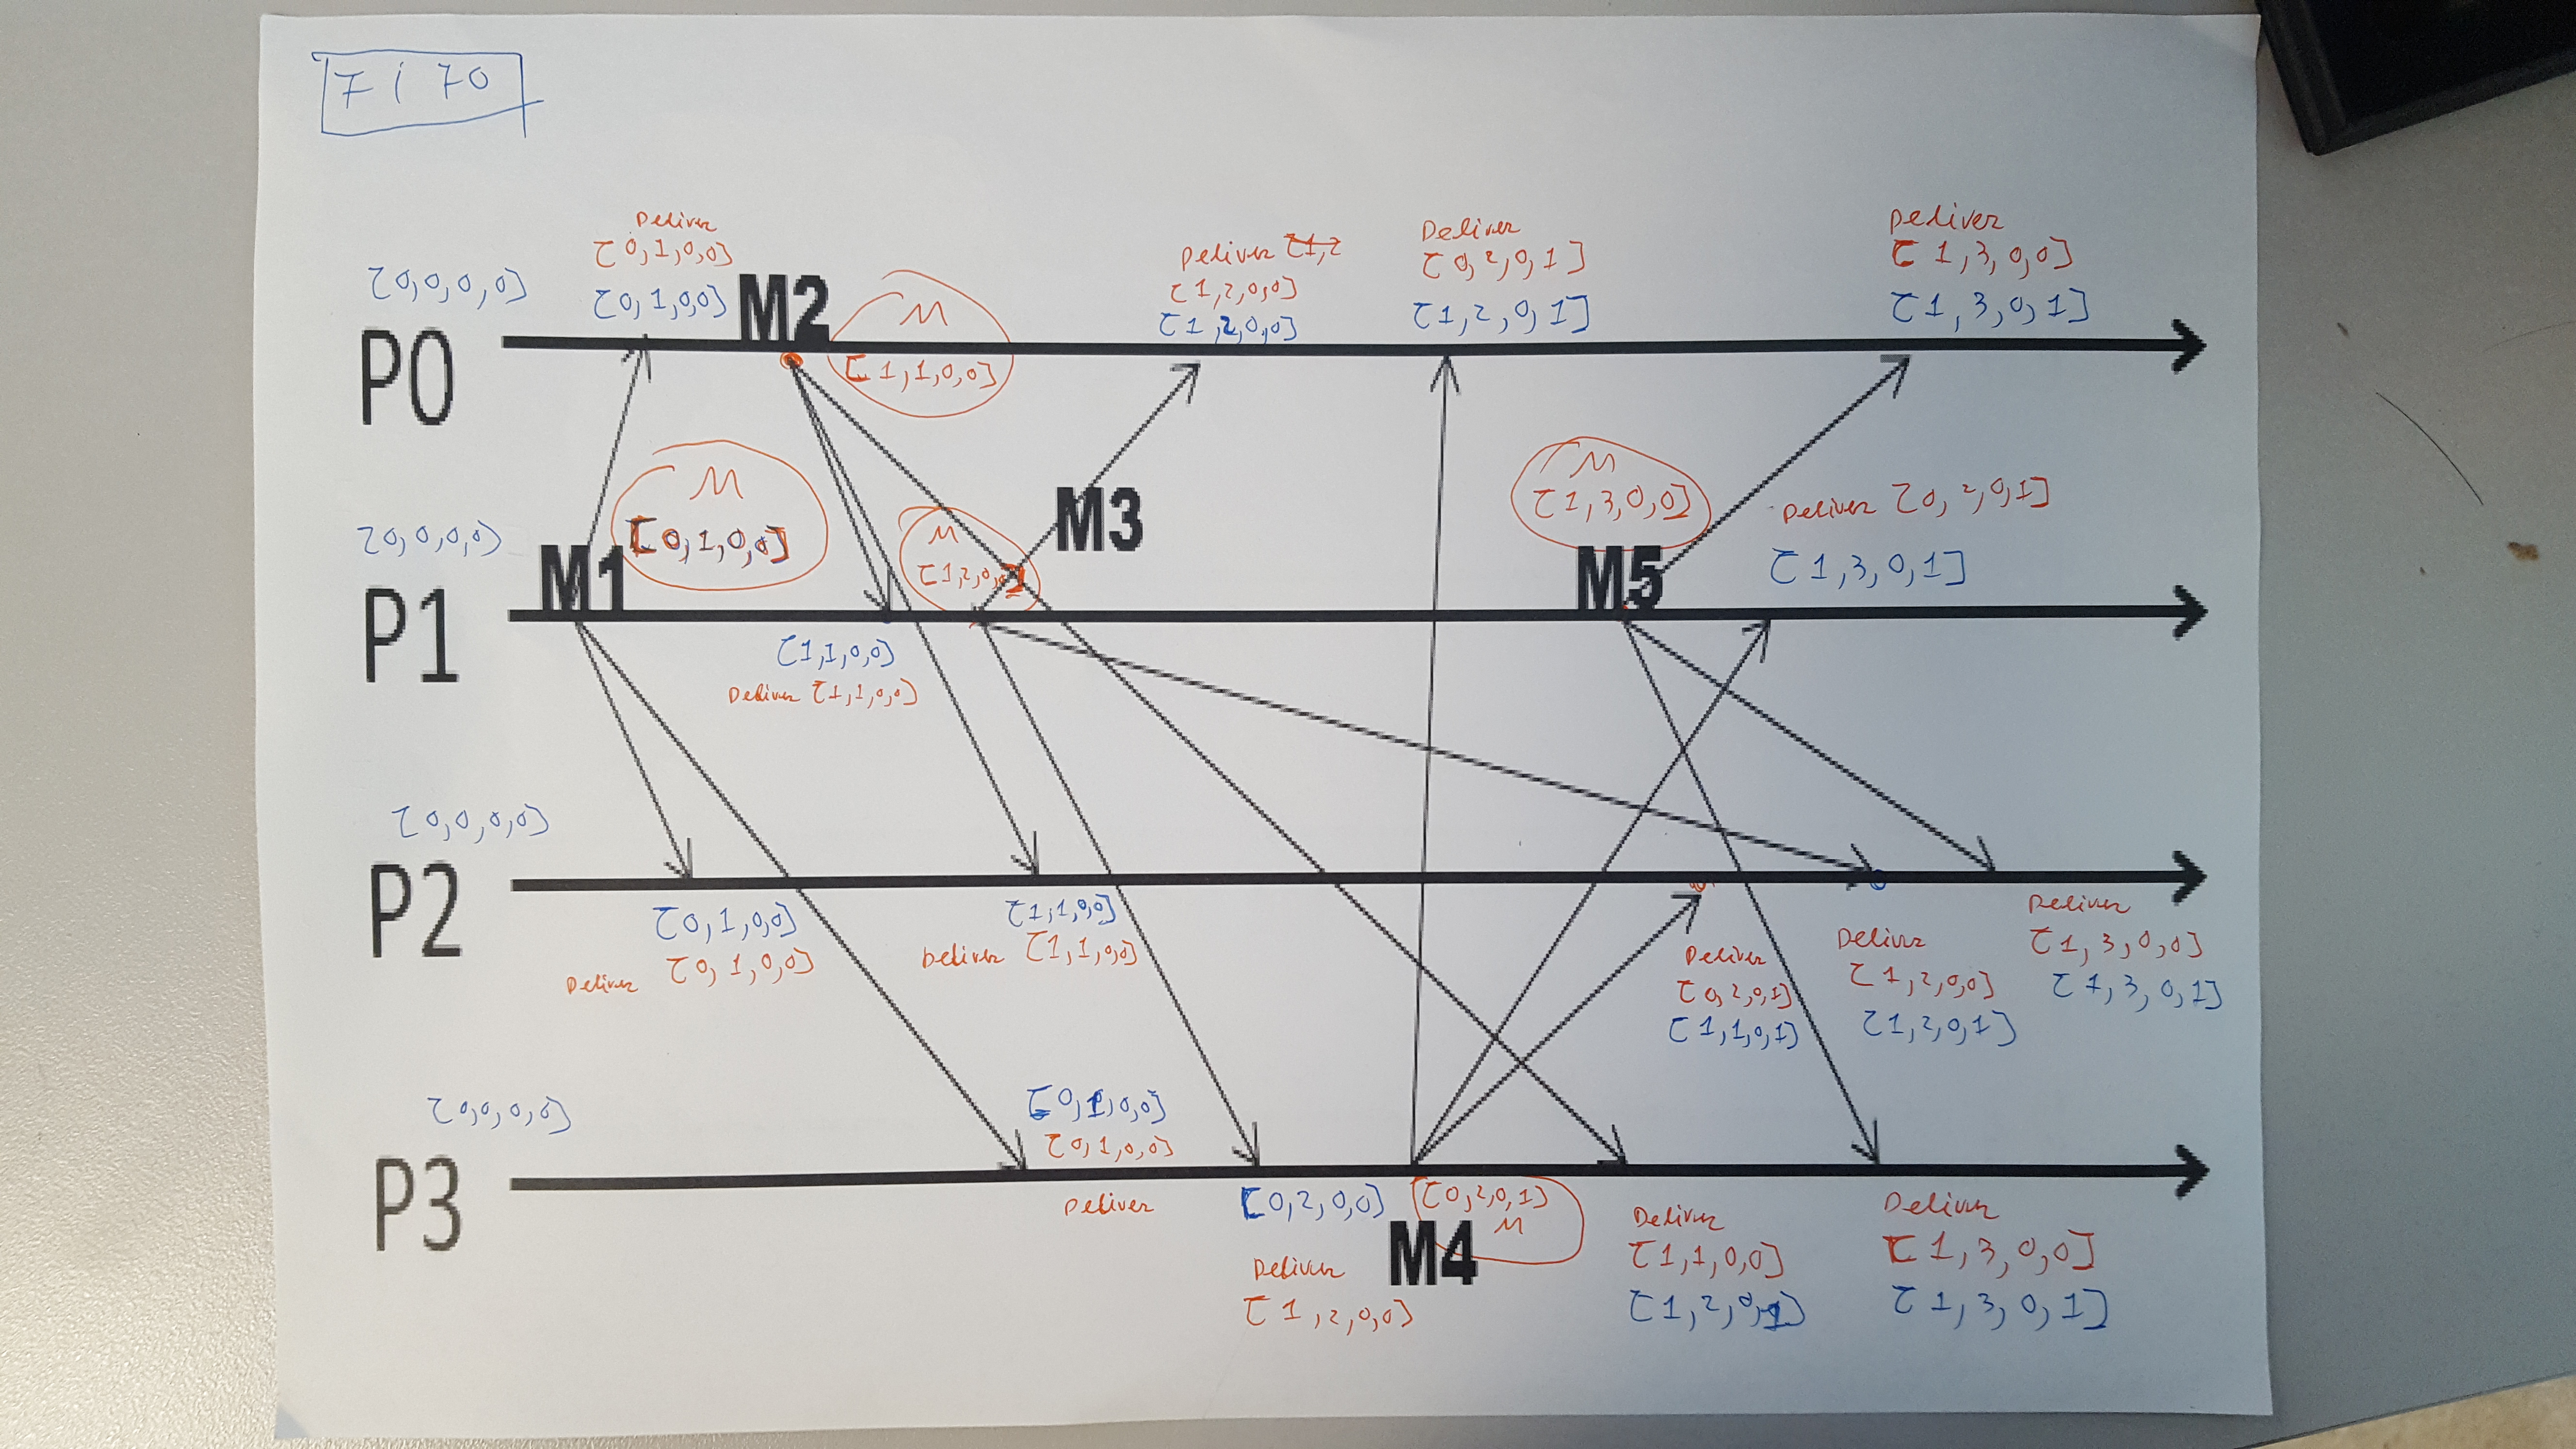 7 i 70
Deliver
[0,1,0,0]
[0,1,0,0]
[0,0,0,0]
M2
M
[1,1,0,0]
Deliver [1,2
[1,2,0,0]
[1,2,0,0]
Deliver
[0,2,0,1]
[1,2,0,1]
Deliver
[1,3,0,0]
[1,3,0,1]
P0
M
[0,1,0,0]
[0,0,0,0]
M1
M
[1,2,0,0]
M3
M
[1,3,0,0]
M5
Deliver [0,2,0,1]
[1,3,0,1]
P1
[1,1,0,0]
Deliver [1,1,0,0]
[0,0,0,0]
P2
[0,1,0,0]
Deliver [0,1,0,0]
[1,1,0,0]
Deliver [1,1,0,0]
Deliver
[0,2,0,1]
[1,1,0,1]
Deliver
[1,2,0,0]
[1,2,0,1]
Deliver
[1,3,0,0]
[1,3,0,1]
[0,0,0,0]
[0,1,0,0]
[0,1,0,0]
P3
Deliver
[0,2,0,0]
Deliver
[1,2,0,0]
[0,2,0,1]
M
M4
Deliver
[1,1,0,0]
[1,2,0,1]
Deliver
[1,3,0,0]
[1,3,0,1]